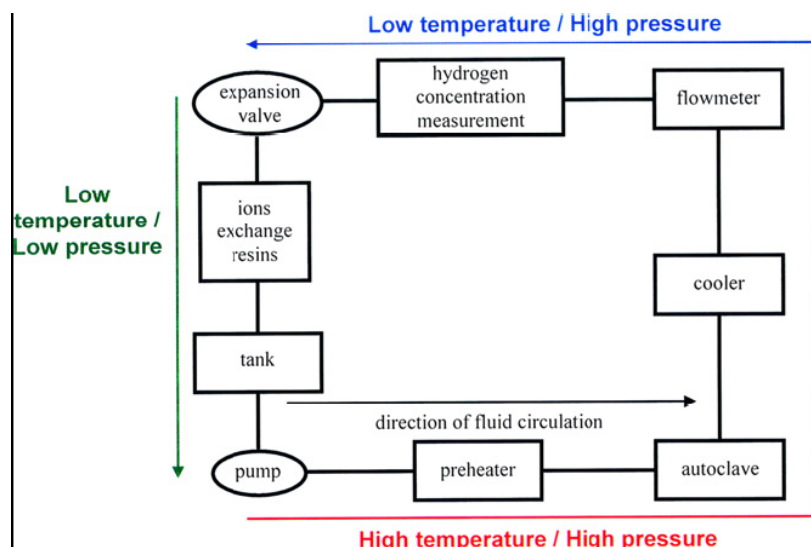 Low temperature / High pressure
expansion
valve
hydrogen
concentration
measurement
flowmeter
Low
temperature /
Low pressure
ions
exchange
resins
cooler
tank
direction of fluid circulation
pump
preheater
autoclave
High temperature / High pressure